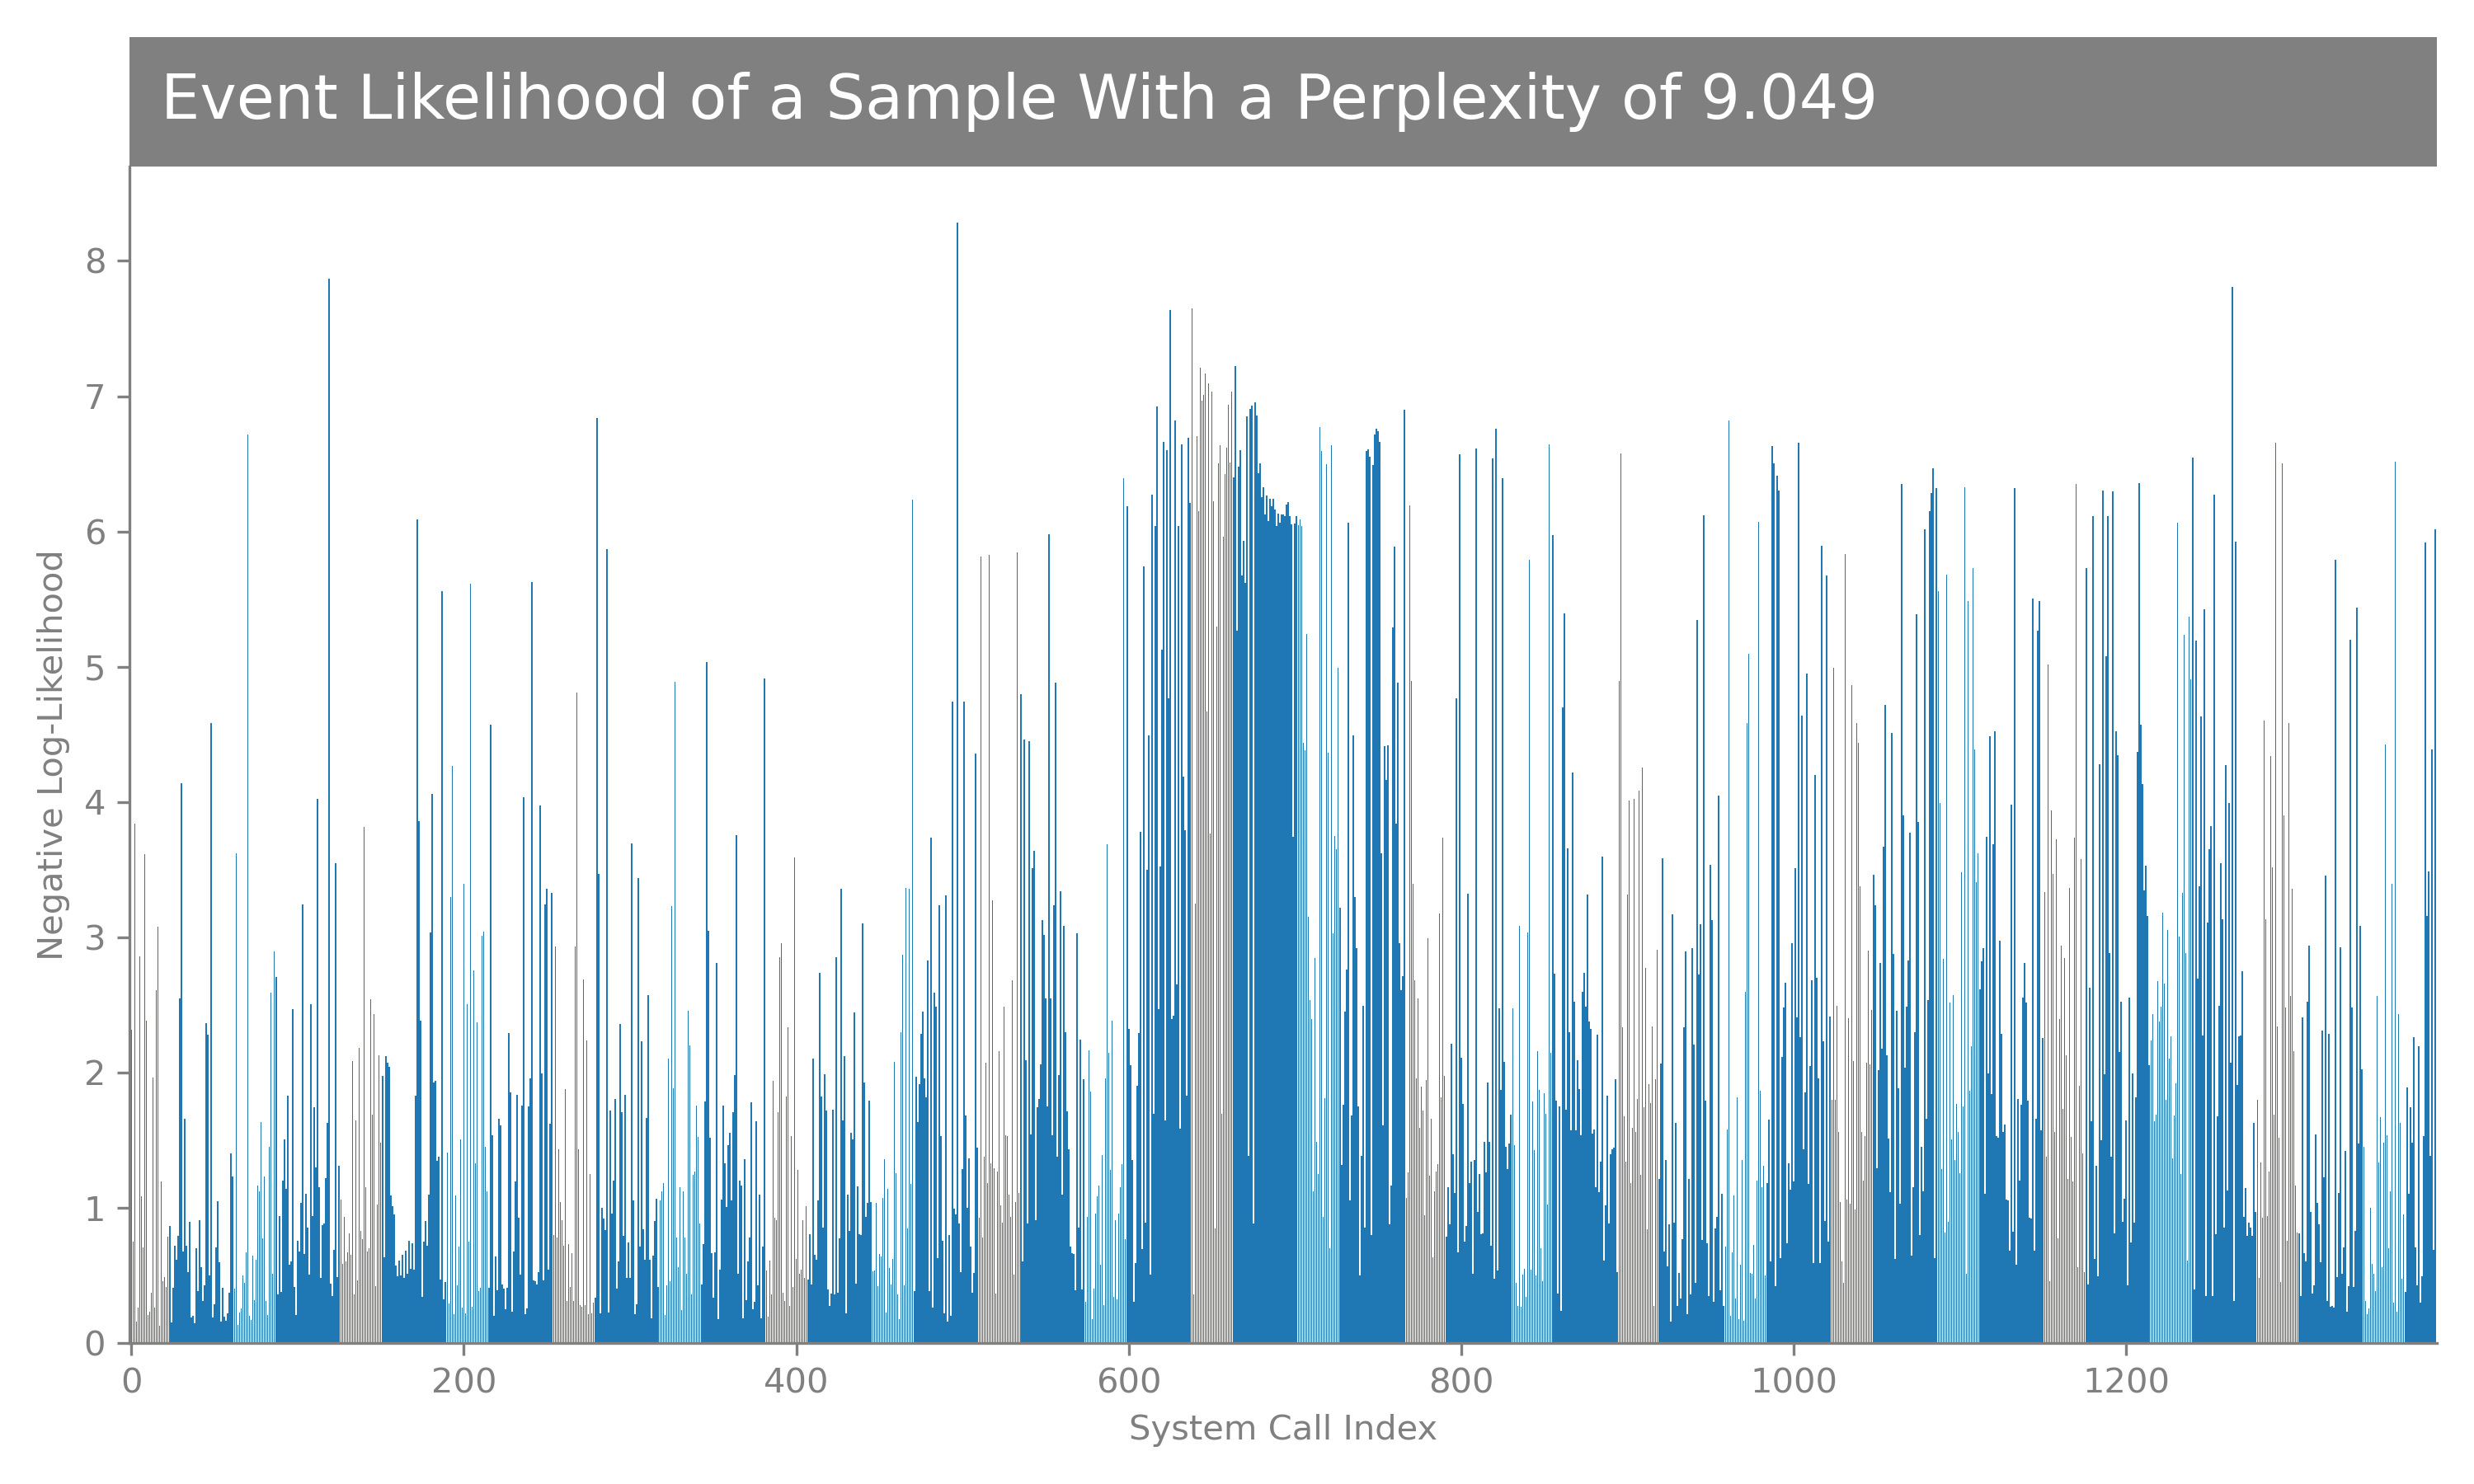 Event Likelihood of a Sample With a Perplexity of 9.049
8
7
6
5
4
3
2
1
0
Negative Log-Likelihood
0 200 400 600 800 1000 1200
System Call Index